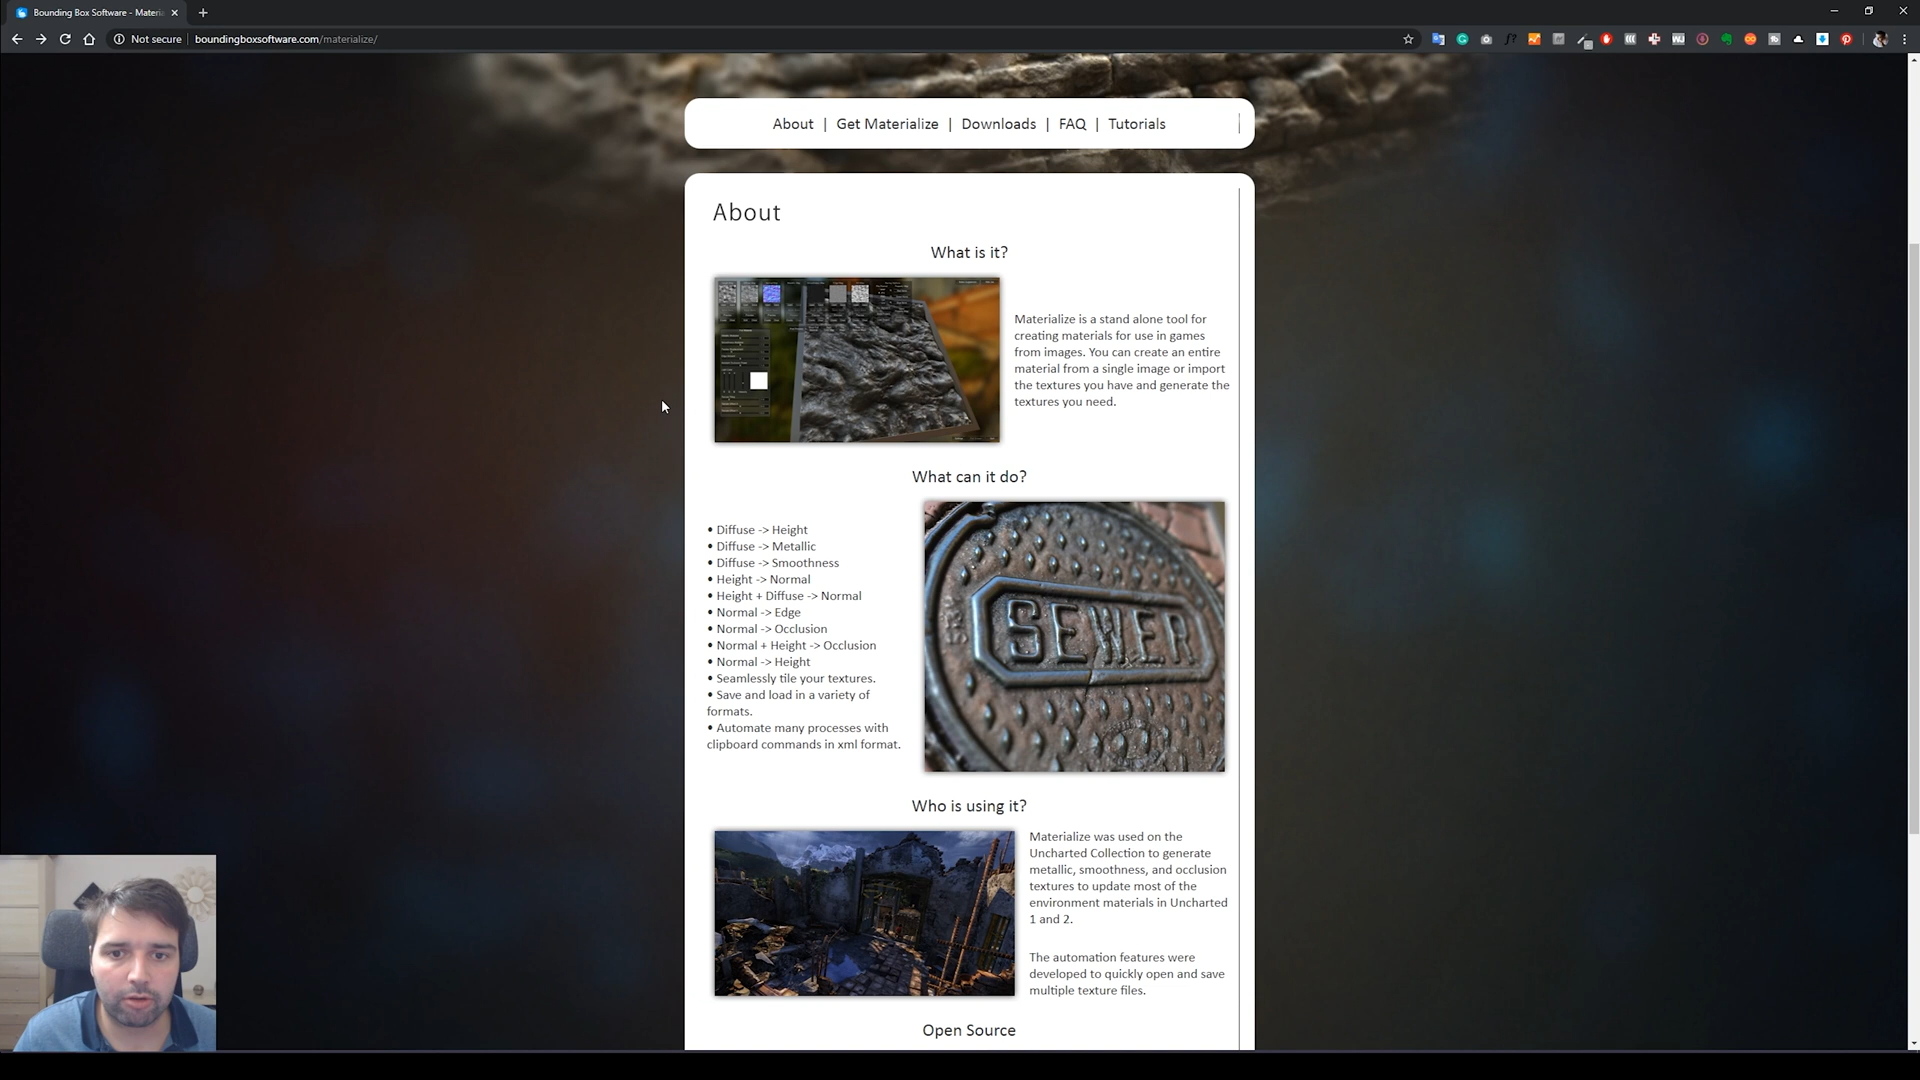 Bounding Box Software - Materi
Not secure
boundingboxsoftware.com/materialize/
About | Get Materialize | Downloads | FAQ | Tutorials
About
What is it?
Materialize is a stand alone tool for
creating materials for use in games
from images. You can create an entire
material from a single image or import
the textures you have and generate the
textures you need.
What can it do?
• Diffuse -> Height
• Diffuse -> Metallic
• Diffuse -> Smoothness
• Height -> Normal
• Height + Diffuse -> Normal
• Normal -> Edge
• Normal -> Occlusion
• Normal + Height -> Occlusion
• Normal -> Height
• Seamlessly tile your textures.
• Save and load in a variety of
formats.
• Automate many processes with
clipboard commands in xml format.
SEWER
Who is using it?
Materialize was used on the
Uncharted Collection to generate
metallic, smoothness, and occlusion
textures to update most of the
environment materials in Uncharted
1 and 2.
The automation features were
developed to quickly open and save
multiple texture files.
Open Source